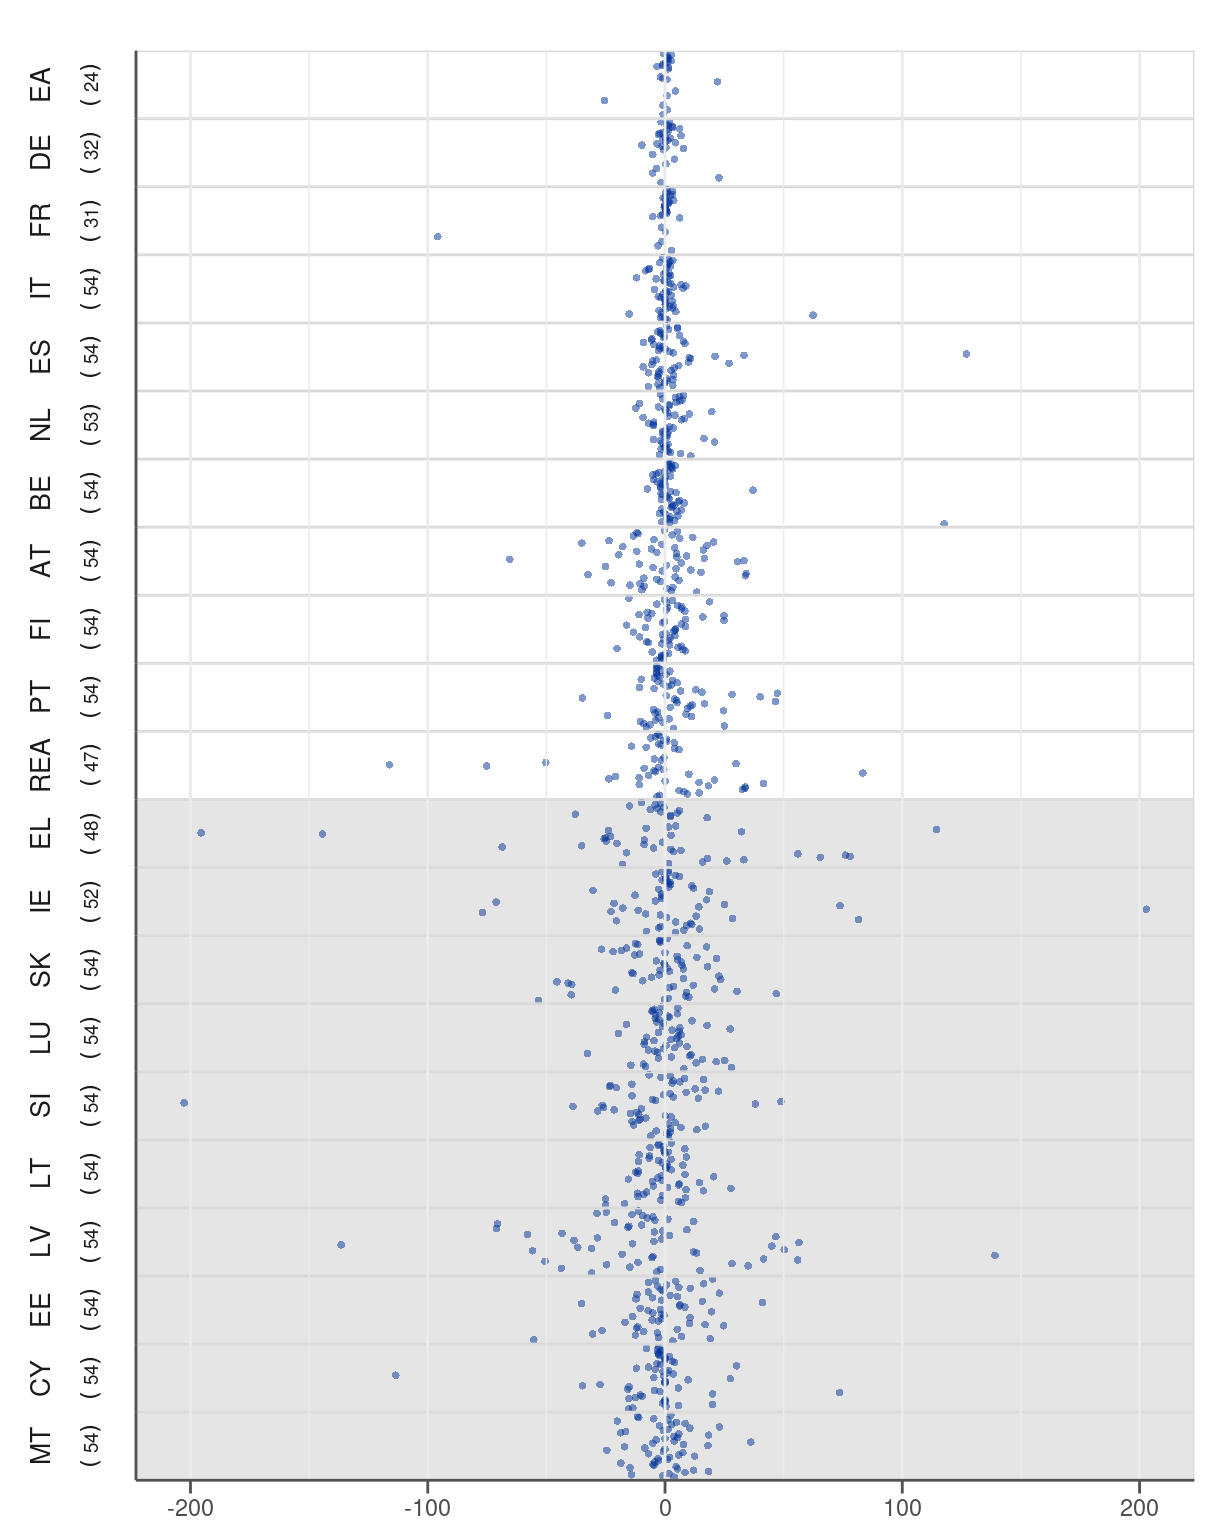 EA ( 24)
DE ( 32)
FR ( 31)
IT ( 54)
ES ( 54)
NL ( 53)
BE ( 54)
AT ( 54)
FI ( 54)
PT ( 54)
REA ( 47)
EL ( 48)
IE ( 52)
SK ( 54)
LU ( 54)
SI ( 54)
LT ( 54)
LV ( 54)
EE ( 54)
CY ( 54)
MT ( 54)
-200 -100 0 100 200